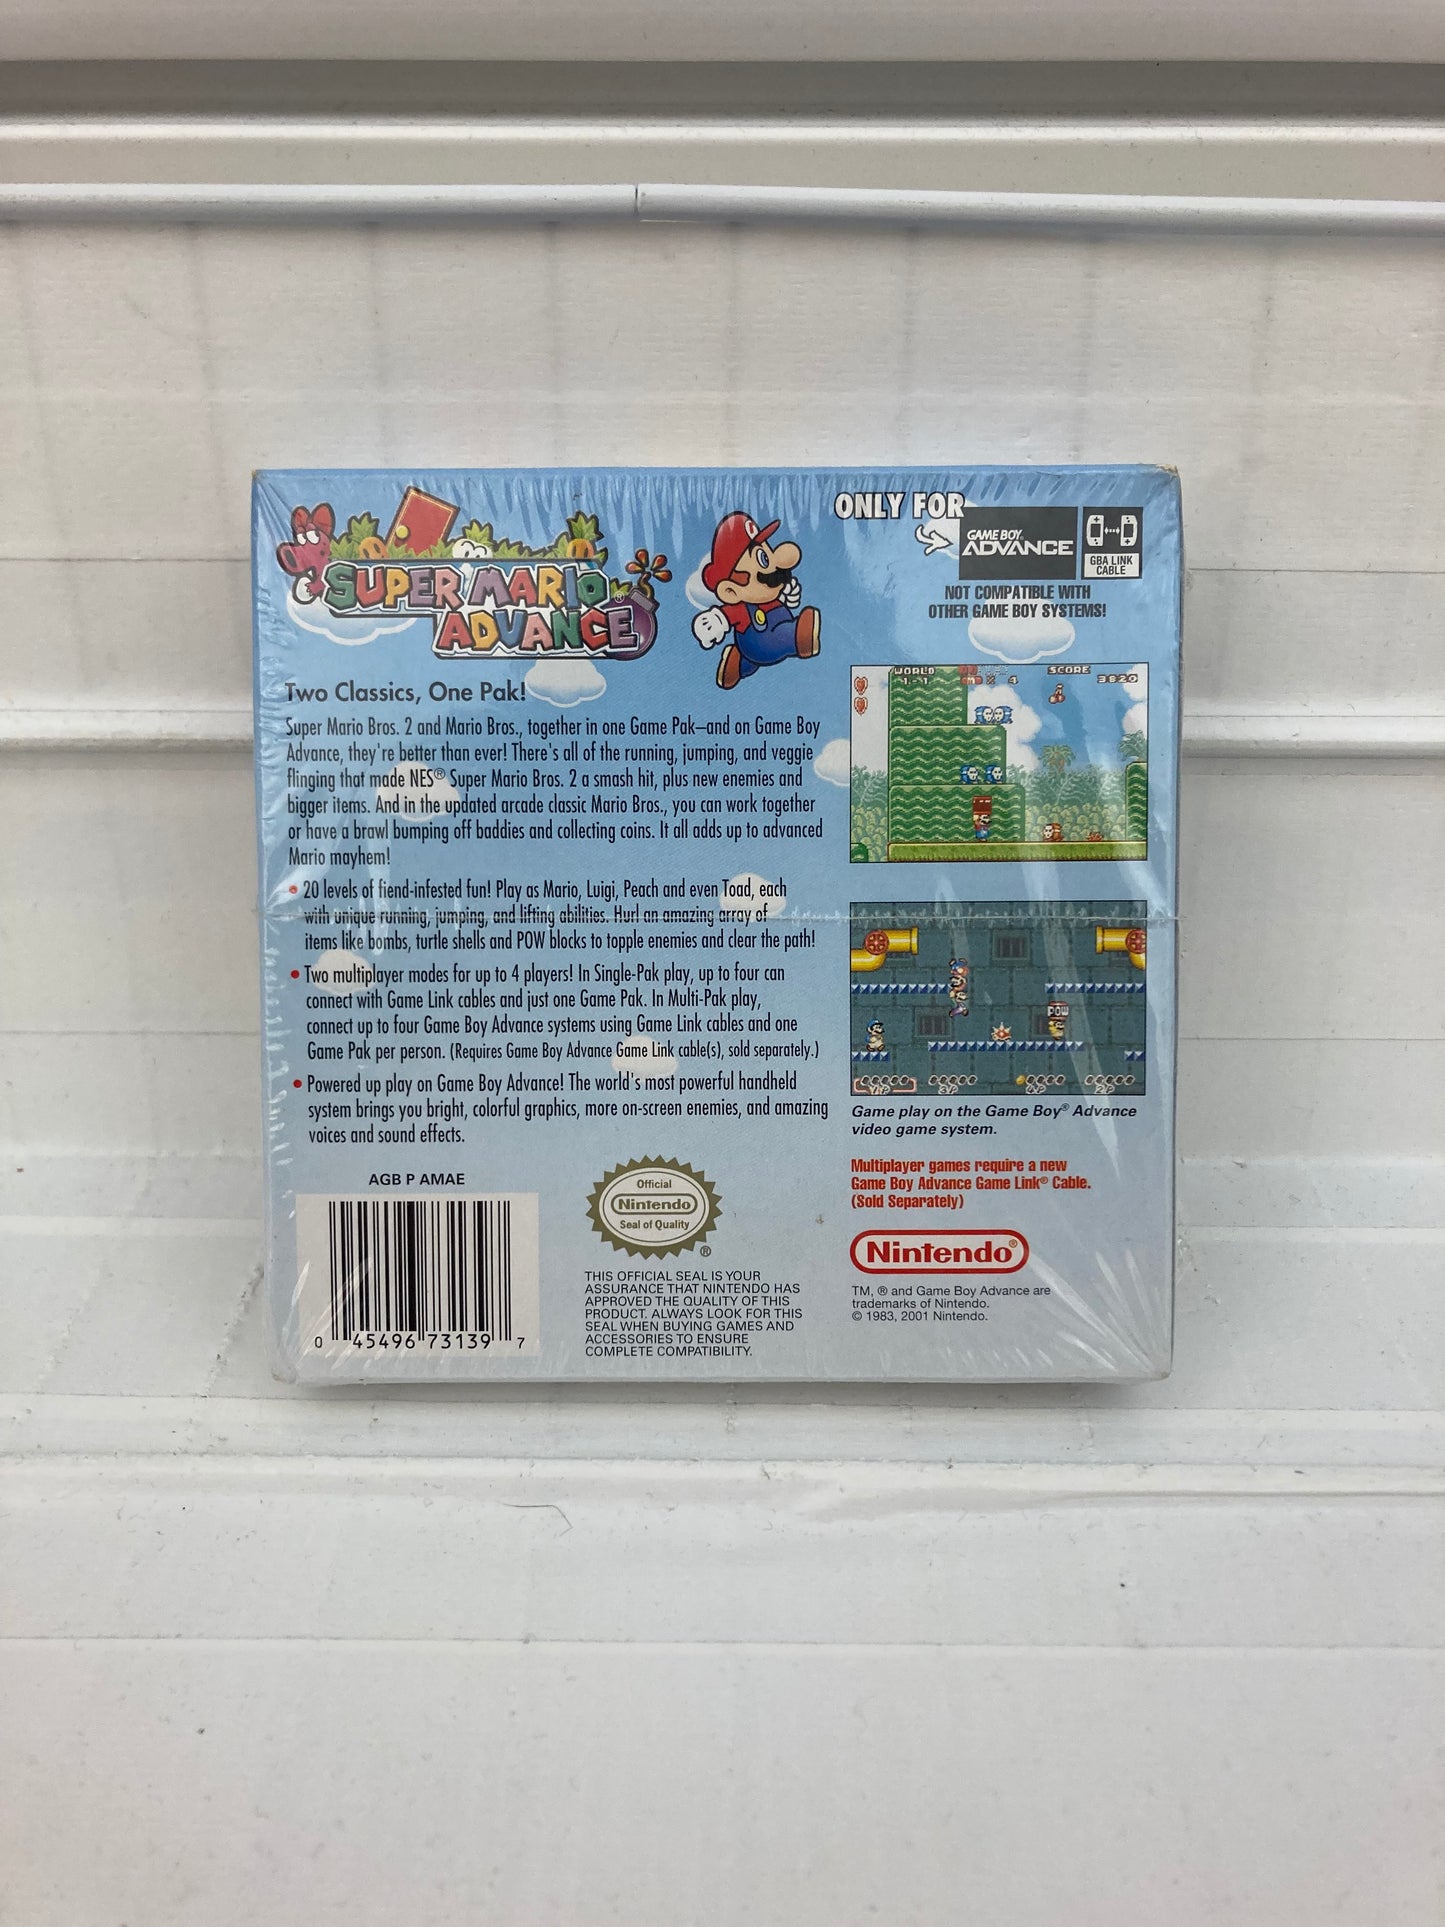 SUPER MARIO
ADVANCE®
Two Classics, One Pak!
Super Mario Bros. 2 and Mario Bros., together in one Game Pak—and on Game Boy
Advance, they're better than ever! There's all of the running, jumping, and veggie
flinging that made NES® Super Mario Bros. 2 a smash hit, plus new enemies and
bigger items. And in the updated arcade classic Mario Bros., you can work together
or have a brawl bumping off baddies and collecting coins. It all adds up to advanced
Mario mayhem!
• 20 levels of fiend-infested fun! Play as Mario, Luigi, Peach and even Toad, each
with unique running, jumping, and lifting abilities. Hurl an amazing array of
items like bombs, turtle shells and POW blocks to topple enemies and clear the path!
• Two multiplayer modes for up to 4 players! In Single-Pak play, up to four can
connect with Game Link cables and just one Game Pak. In Multi-Pak play,
connect up to four Game Boy Advance systems using Game Link cables and one
Game Pak per person. (Requires Game Boy Advance Game Link cable(s), sold separately.)
• Powered up play on Game Boy Advance! The world's most powerful handheld
system brings you bright, colorful graphics, more on-screen enemies, and amazing
voices and sound effects.
AGB P AMAE
0 45496 73139 7
Official
Nintendo
Seal of Quality
®
THIS OFFICIAL SEAL IS YOUR
ASSURANCE THAT NINTENDO HAS
APPROVED THE QUALITY OF THIS
PRODUCT. ALWAYS LOOK FOR THIS
SEAL WHEN BUYING GAMES AND
ACCESSORIES TO ENSURE
COMPLETE COMPATIBILITY.
ONLY FOR
GAME BOY
ADVANCE
GBA LINK
CABLE
NOT COMPATIBLE WITH
OTHER GAME BOY SYSTEMS!
WORLD
1-1
4
SCORE
3820
POW
Game play on the Game Boy® Advance
video game system.
Multiplayer games require a new
Game Boy Advance Game Link® Cable.
(Sold Separately)
Nintendo®
TM, ® and Game Boy Advance are
trademarks of Nintendo.
© 1983, 2001 Nintendo.